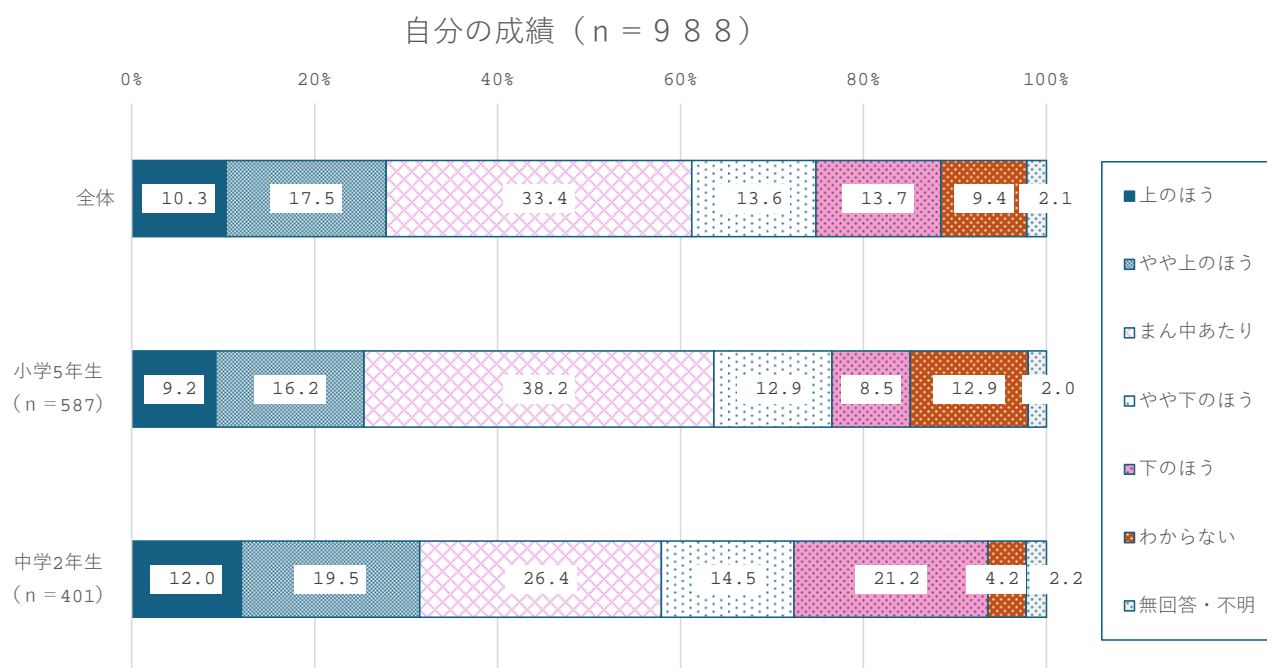 自分の成績（ｎ＝９８８）
0% 20% 40% 60% 80% 100%
全体
10.3 17.5 33.4 13.6 13.7 9.4 2.1
小学5年生
（ｎ＝587）
9.2 16.2 38.2 12.9 8.5 12.9 2.0
中学2年生
（ｎ＝401）
12.0 19.5 26.4 14.5 21.2 4.2 2.2
上のほう
やや上のほう
まん中あたり
やや下のほう
下のほう
わからない
無回答・不明